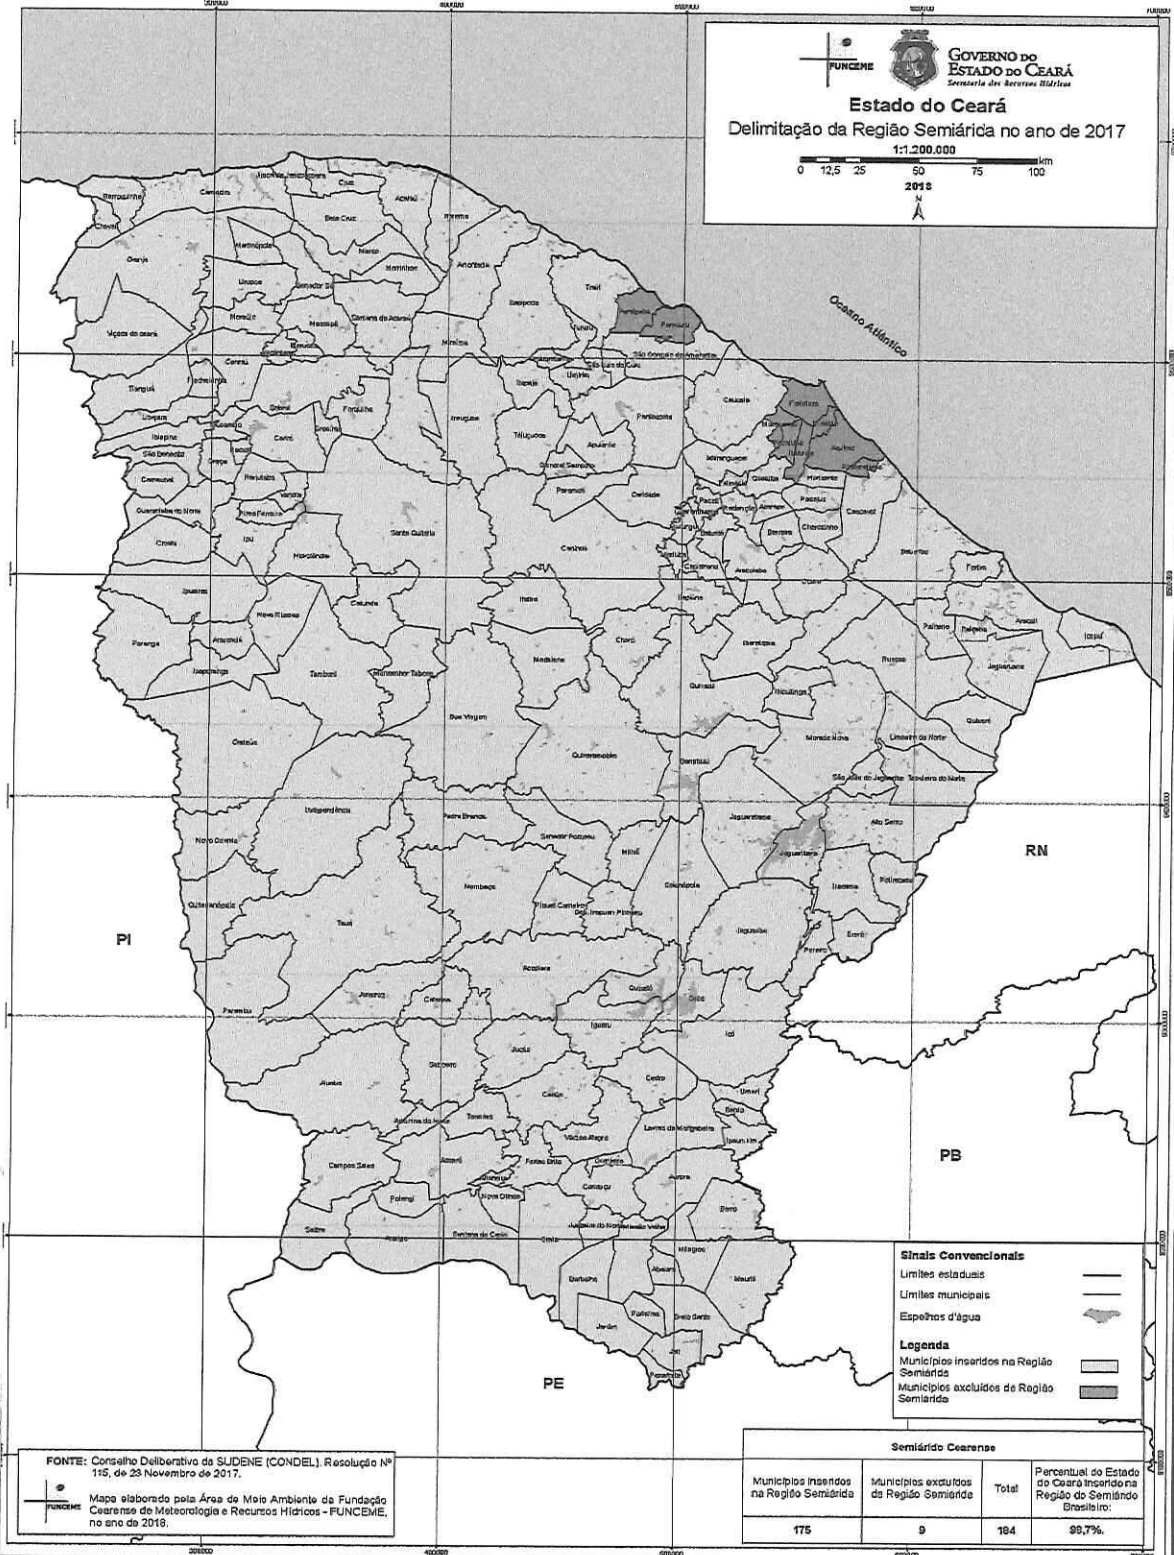 300000
400000
600000
700000
FUNCEME
GOVERNO DO
ESTADO DO CEARÁ
Secretaria dos Recursos Hídricos
Estado do Ceará
Delimitação da Região Semiárida no ano de 2017
1:1.200.000
km
0 12,5 25 50 75 100
2018
N
Oceano Atlântico
Barroquinha
Camocim
Cruz
Acaraú
Itarema
Chaval
Bela Cruz
Granja
Martinópole
Marco
Morrinhos
Amontada
Uruoca
Senador Sá
Trairi
Itapipoca
Moraújo
Massapê
Santana do Acaraú
Viçosa do Ceará
Miraíma
Tururu
Paraipaba
Paracuru
Coreaú
São Gonçalo do Amarante
São Luís do Curu
Umirim
Tianguá
Frecheirinha
Itapajé
Sobral
Forquilha
Irauçuba
Pentecoste
Caucaia
Fortaleza
Ubajara
Ibiapina
Cariré
Groaíras
Tejuçuoca
Apuiarés
Aquiraz
São Benedito
Graça
General Sampaio
Maranguape
Carnaubal
Reriutaba
Varjota
Paramoti
Caridade
Palmácia
Guaiúba
Horizonte
Pacajus
Cascavel
Guaraciaba do Norte
Pires Ferreira
Santa Quitéria
Redenção
Acarape
Barreira
Chorozinho
Croatá
Ipu
Hidrolândia
Canindé
Capistrano
Aracoiaba
Ocara
Beberibe
Fortim
Ipueiras
Nova Russas
Catunda
Itatira
Itapiúna
Aracati
Icapuí
Poranga
Ararendá
Ipaporanga
Tamboril
Monsenhor Tabosa
Madalena
Choró
Ibaretama
Russas
Palhano
Itaiçaba
Jaguaruana
Boa Viagem
Quixadá
Ibicuitinga
Quixeré
Crateús
Quixeramobim
Morada Nova
Limoeiro do Norte
Banabuiú
São João do Jaguaribe
Tabuleiro do Norte
Independência
Pedra Branca
Jaguaretama
Alto Santo
Novo Oriente
Senador Pompeu
Milhã
Jaguaribara
RN
Quiterianópolis
Mombaça
Piquet Carneiro
Dep. Irapuan Pinheiro
Solonópole
Iracema
Potiretama
Tauá
Jaguaribe
Ererê
Pereiro
PI
Acopiara
Quixelô
Orós
Parambu
Arneiroz
Catarina
Iguatu
Icó
Jucás
Aiuaba
Saboeiro
Cedro
Umari
Cariús
Baixio
Antonina do Norte
Tarrafas
Lavras da Mangabeira
Ipaumirim
Várzea Alegre
Campos Sales
Assaré
Farias Brito
Granjeiro
Caririaçu
Aurora
PB
Potengi
Nova Olinda
Barro
Salitre
Araripe
Santana do Cariri
Crato
Juazeiro do Norte
Missão Velha
Milagres
Abaiara
Mauriti
Barbalha
Porteiras
Brejo Santo
Jardim
Jati
Penaforte
PE
Sinais Convencionais
Limites estaduais
Limites municipais
Espelhos d'água
Legenda
Municípios inseridos na Região
Semiárida
Municípios excluídos da Região
Semiárida
FONTE: Conselho Deliberativo da SUDENE (CONDEL). Resolução Nº
115, de 23 Novembro de 2017.
FUNCEME
Mapa elaborado pela Área de Meio Ambiente da Fundação
Cearense de Meteorologia e Recursos Hídricos - FUNCEME,
no ano de 2018.
Semiárido Cearense
Municípios inseridos
na Região Semiárida
Municípios excluídos
da Região Semiárida
Total
Percentual do Estado
do Ceará inserido na
Região do Semiárido
Brasileiro:
175
9
184
98,7%.
300000
400000